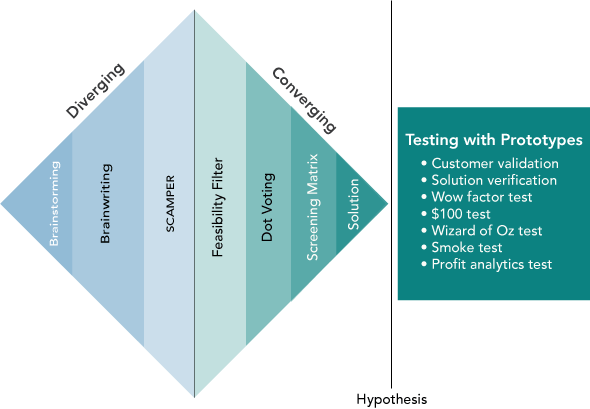 Diverging
Converging
Brainstorming
Brainwriting
SCAMPER
Feasibility Filter
Dot Voting
Screening Matrix
Solution
Testing with Prototypes
• Customer validation
• Solution verification
• Wow factor test
• $100 test
• Wizard of Oz test
• Smoke test
• Profit analytics test
Hypothesis